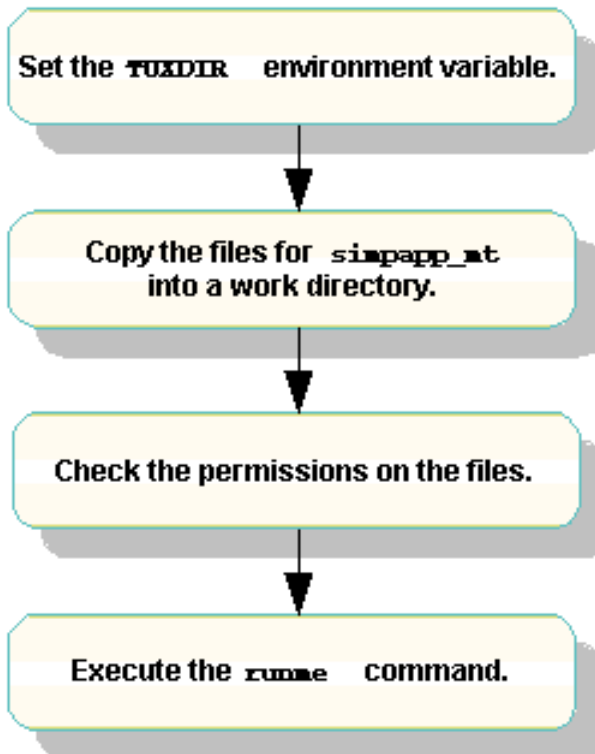 Set the TUXDIR environment variable.
Copy the files for simpapp_mt
into a work directory.
Check the permissions on the files.
Execute the runme command.